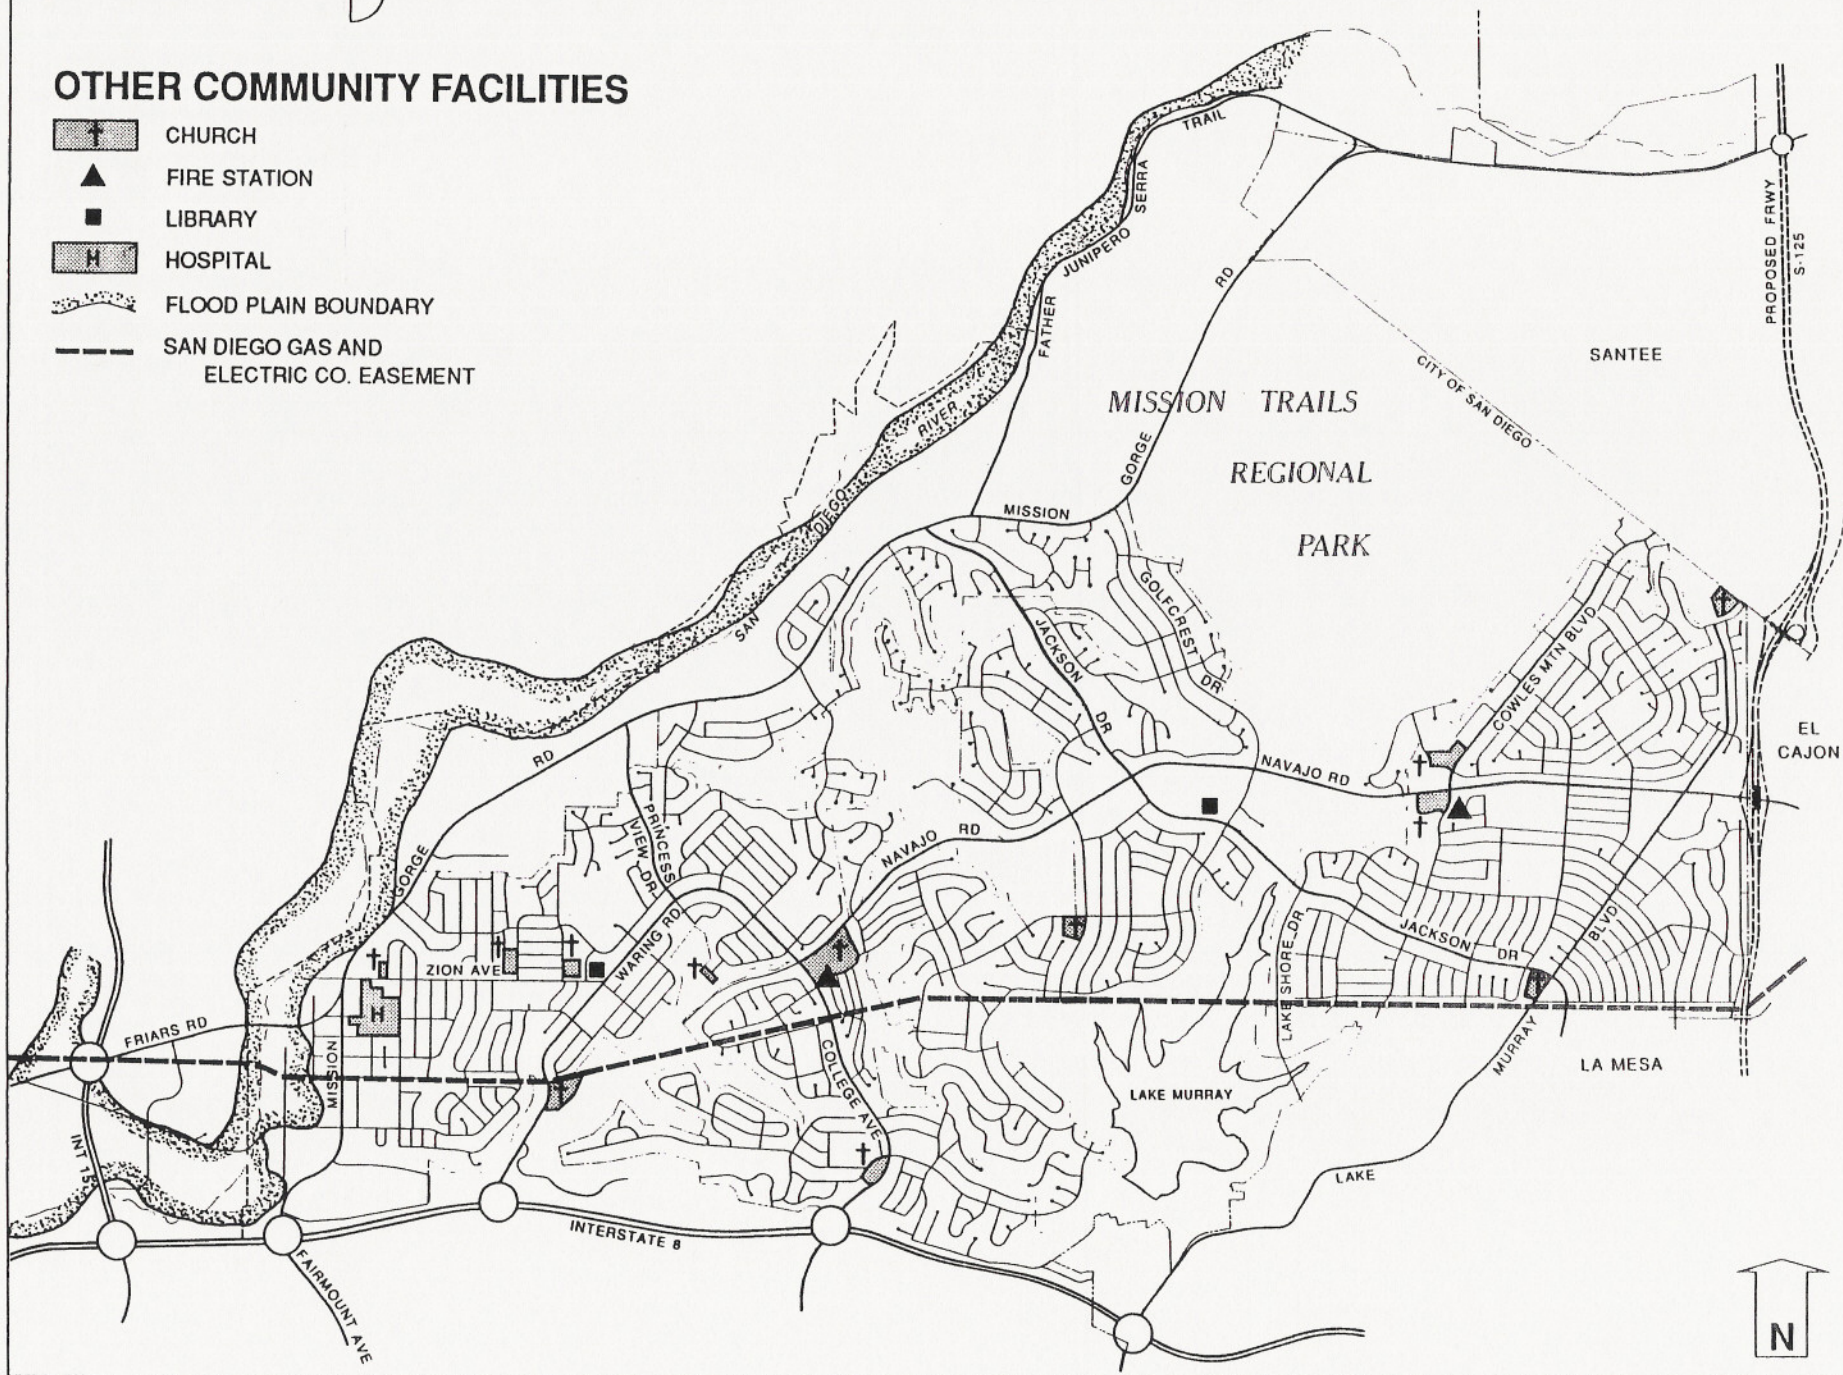 OTHER COMMUNITY FACILITIES
CHURCH
FIRE STATION
LIBRARY
H
HOSPITAL
FLOOD PLAIN BOUNDARY
SAN DIEGO GAS AND
ELECTRIC CO. EASEMENT
TRAIL
SERRA
JUNIPERO
FATHER
RD
GORGE
MISSION
PROPOSED FRWY
S-125
SANTEE
CITY OF SAN DIEGO
MISSION TRAILS
REGIONAL
PARK
RIVER
DIEGO
SAN
GOLFCREST
DR
JACKSON
DR
COWLES MTN BLVD
EL
CAJON
NAVAJO RD
RD
GORGE
PRINCESS
VIEW DR
NAVAJO RD
WARING RD
ZION AVE
H
LAKE SHORE DR
JACKSON DR
BLVD
MURRAY
LAKE
LA MESA
LAKE MURRAY
FRIARS RD
MISSION
COLLEGE AVE
INT 15
INTERSTATE 8
FAIRMOUNT AVE
N